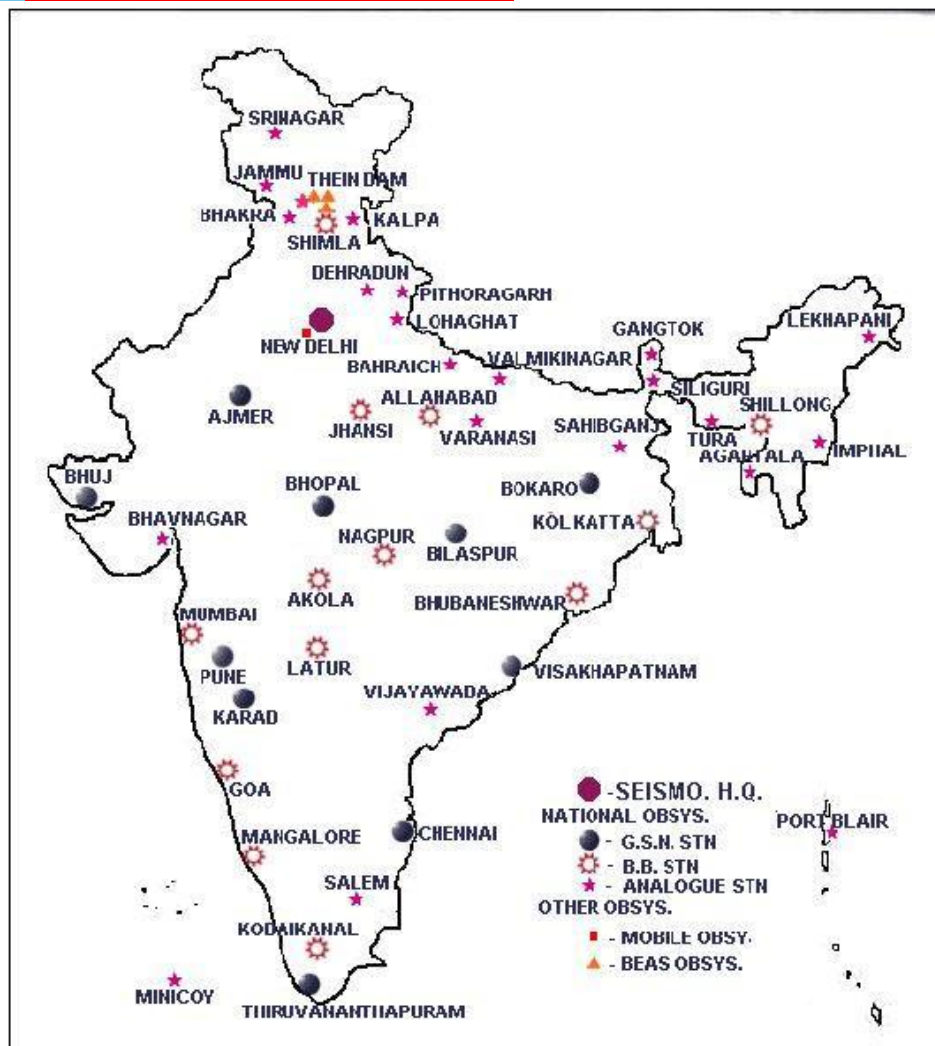 SRINAGAR
JAMMU
THEIN DAM
BHAKRA
KALPA
SHIMLA
DEHRADUN
PITHORAGARH
LOHAGHAT
NEW DELHI
GANGTOK
LEKHAPANI
BAHRAICH
VALMIKINAGAR
SILIGURI
ALLAHABAD
SHILLONG
AJMER
JHANSI
VARANASI
SAHIBGANJ
TURA
IMPHAL
AGARTALA
BHUJ
BHOPAL
BOKARO
BHAVNAGAR
NAGPUR
KOLKATTA
BILASPUR
AKOLA
BHUBANESHWAR
MUMBAI
LATUR
PUNE
VISAKHAPATNAM
VIJAYAWADA
KARAD
GOA
- SEISMO. H.Q.
NATIONAL OBSYS.
PORT BLAIR
MANGALORE
CHENNAI
- G.S.N. STN
- B.B. STN
SALEM
- ANALOGUE STN
OTHER OBSYS.
KODAIKANAL
- MOBILE OBSY.
- BEAS OBSYS.
MINICOY
THIRUVANANTHAPURAM